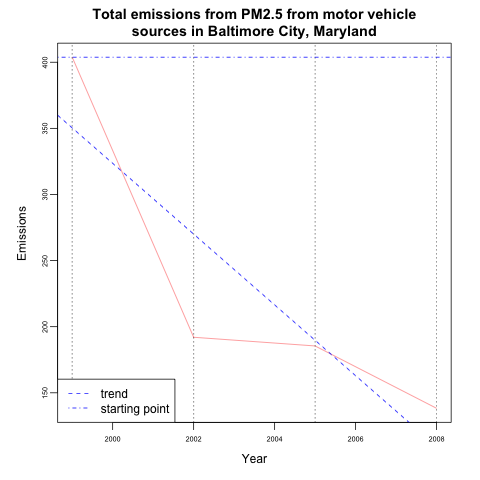 Total emissions from PM2.5 from motor vehicle
sources in Baltimore City, Maryland
400
350
300
250
200
150
Emissions
trend
starting point
2000
2002
2004
2006
2008
Year